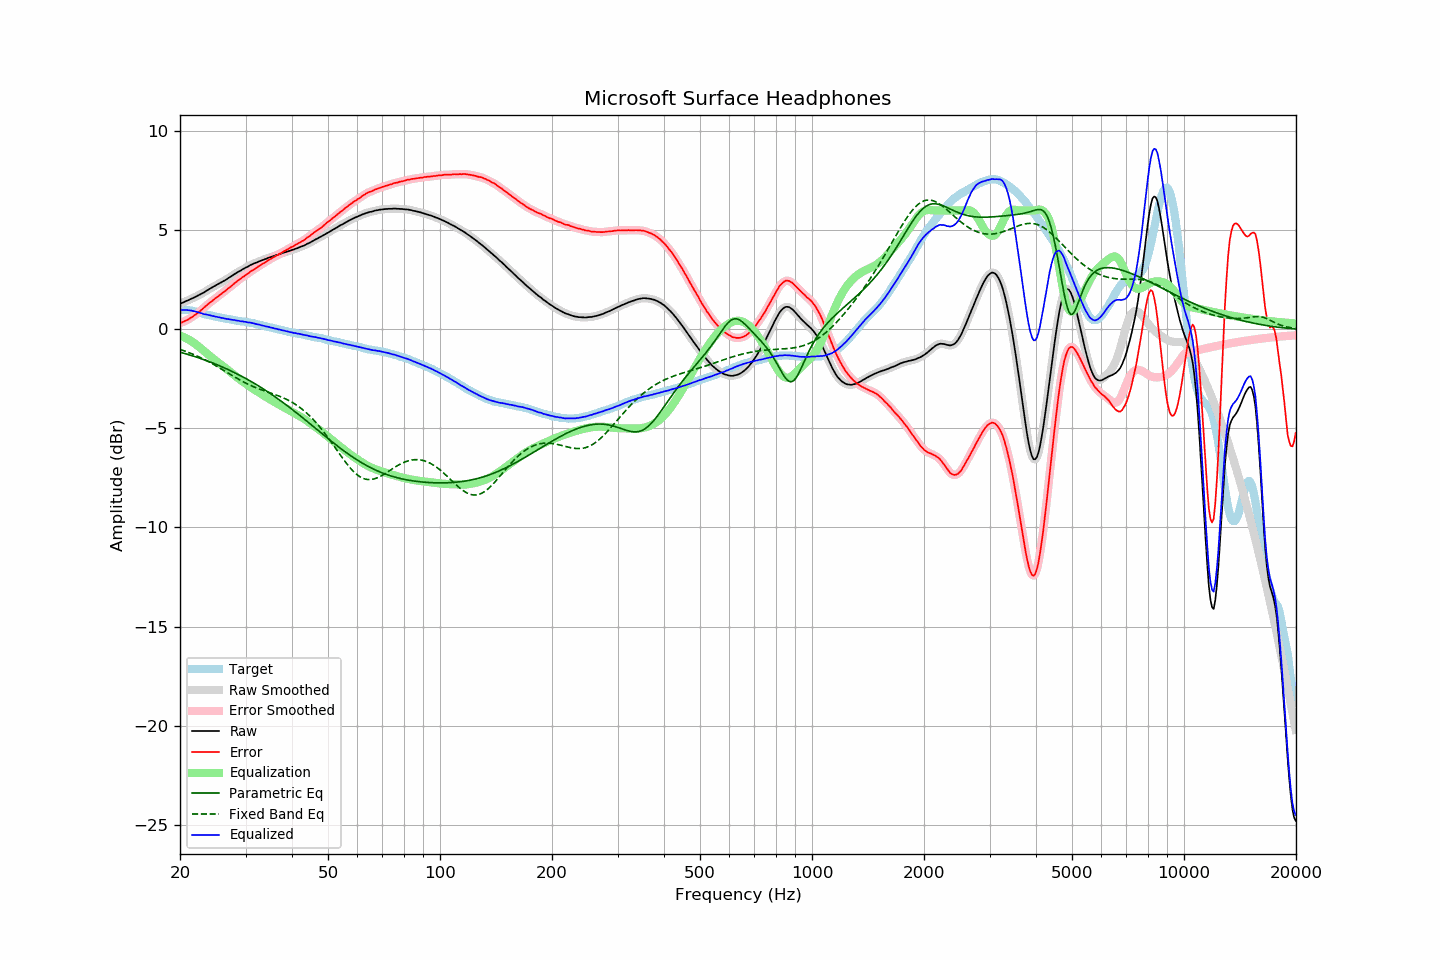 Microsoft Surface Headphones
10
5
0
−5
−10
−15
−20
−25
Amplitude (dBr)
Target
Raw Smoothed
Error Smoothed
Raw
Error
Equalization
Parametric Eq
Fixed Band Eq
Equalized
20 50 100 200 500 1000 2000 5000 10000 20000
Frequency (Hz)